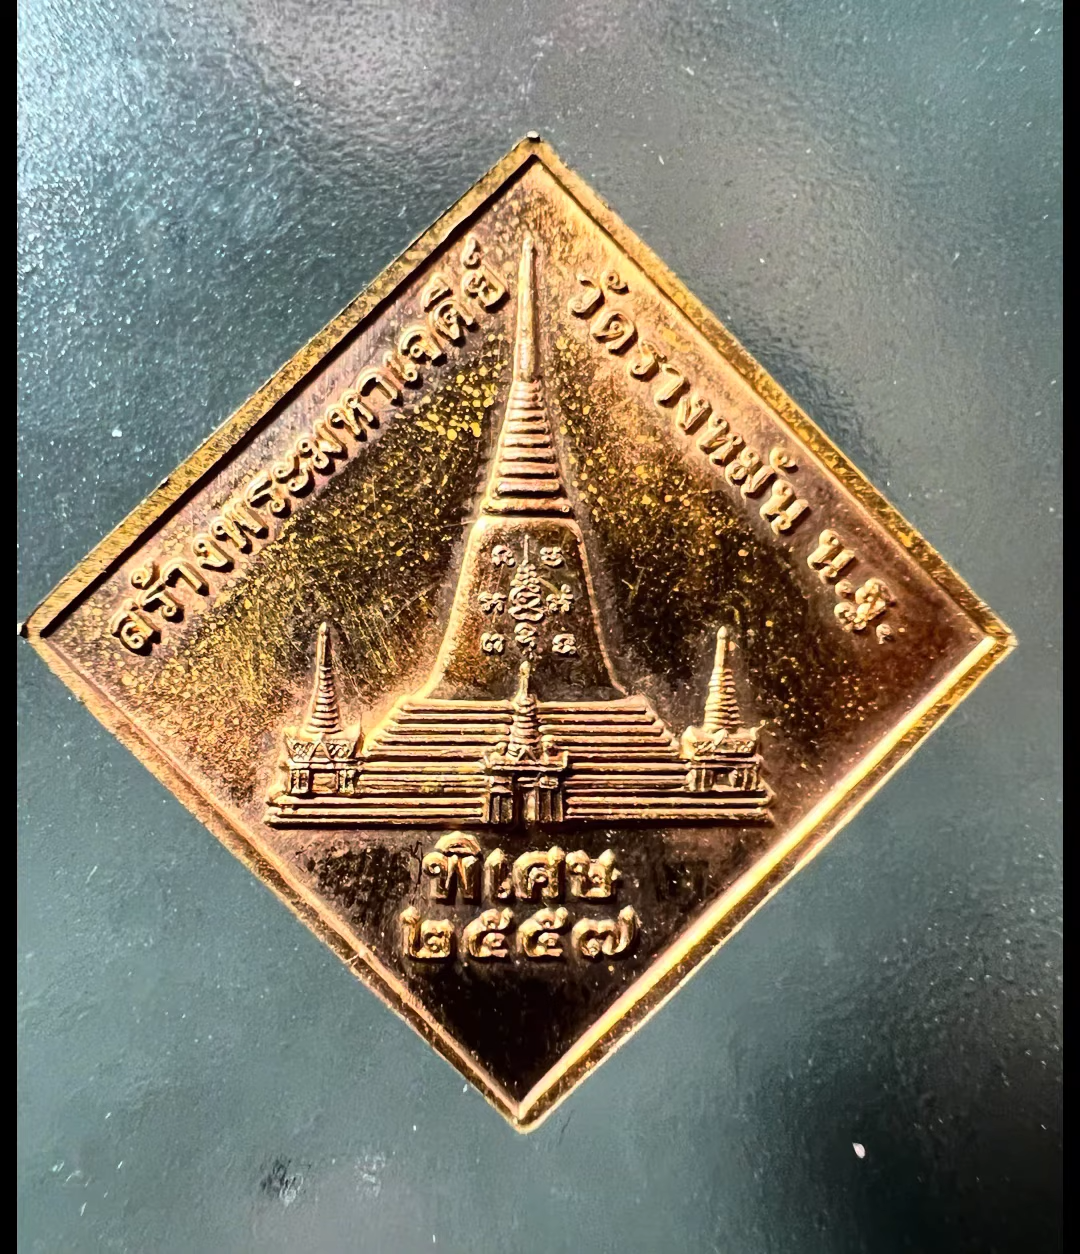 สร้างพระมหาเจดีย์
วัดรางหมัน น.ฐ.
พิเศษ
๒๕๕๗